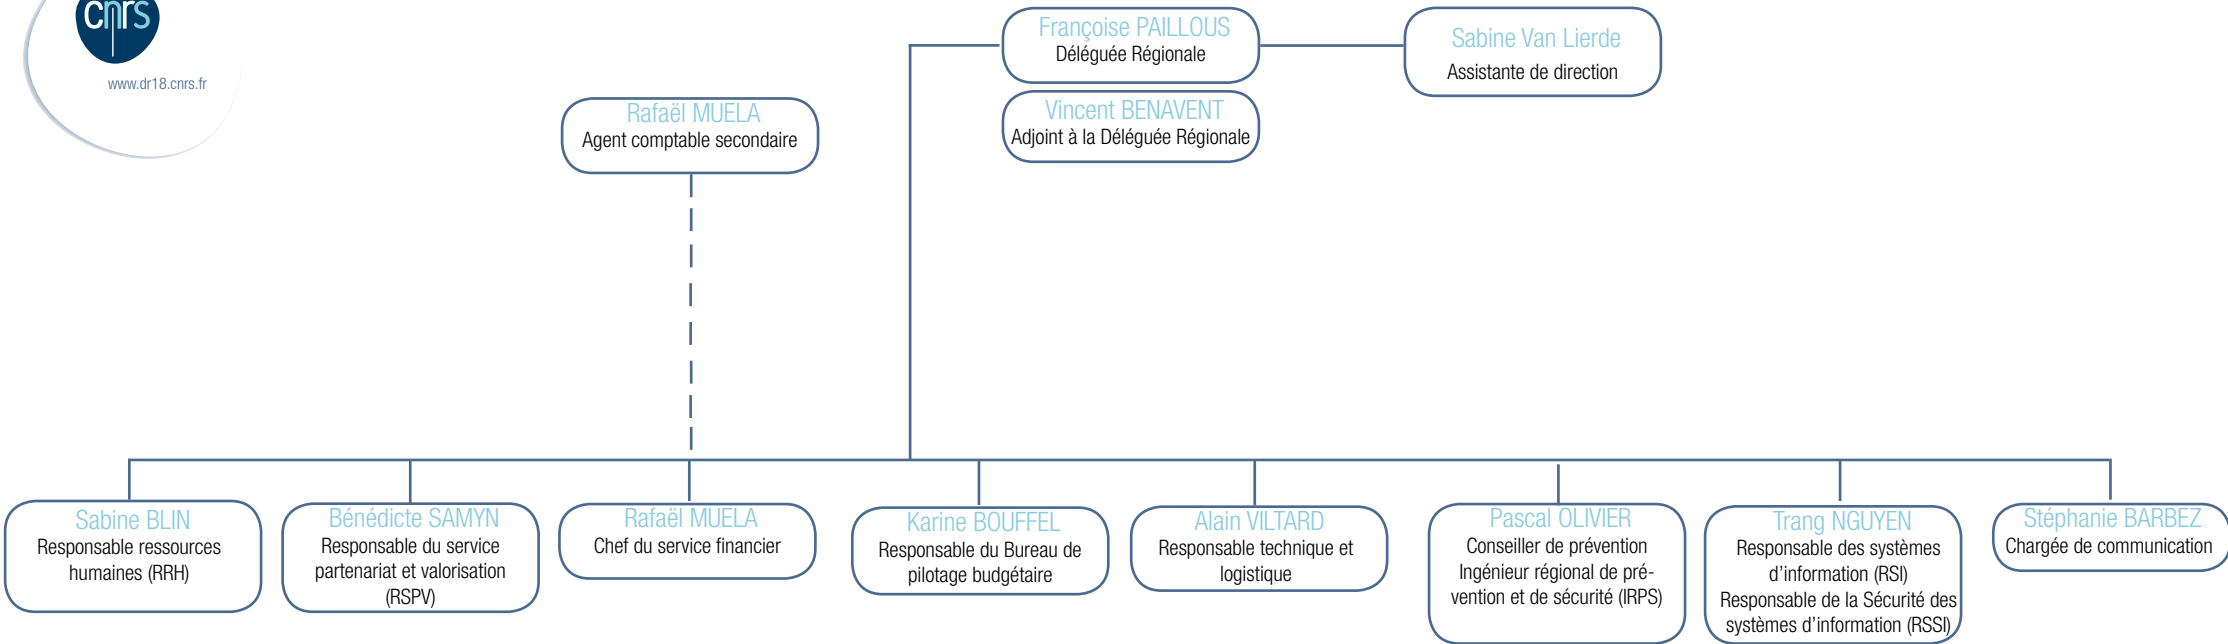 cnrs
www.dr18.cnrs.fr
Françoise PAILLOUS
Déléguée Régionale
Sabine Van Lierde
Assistante de direction
Vincent BENAVENT
Adjoint à la Déléguée Régionale
Rafaël MUELA
Agent comptable secondaire
Sabine BLIN
Responsable ressources
humaines (RRH)
Bénédicte SAMYN
Responsable du service
partenariat et valorisation
(RSPV)
Rafaël MUELA
Chef du service financier
Karine BOUFFEL
Responsable du Bureau de
pilotage budgétaire
Alain VILTARD
Responsable technique et
logistique
Pascal OLIVIER
Conseiller de prévention
Ingénieur régional de pré-
vention et de sécurité (IRPS)
Trang NGUYEN
Responsable des systèmes
d’information (RSI)
Responsable de la Sécurité des
systèmes d’information (RSSI)
Stéphanie BARBEZ
Chargée de communication